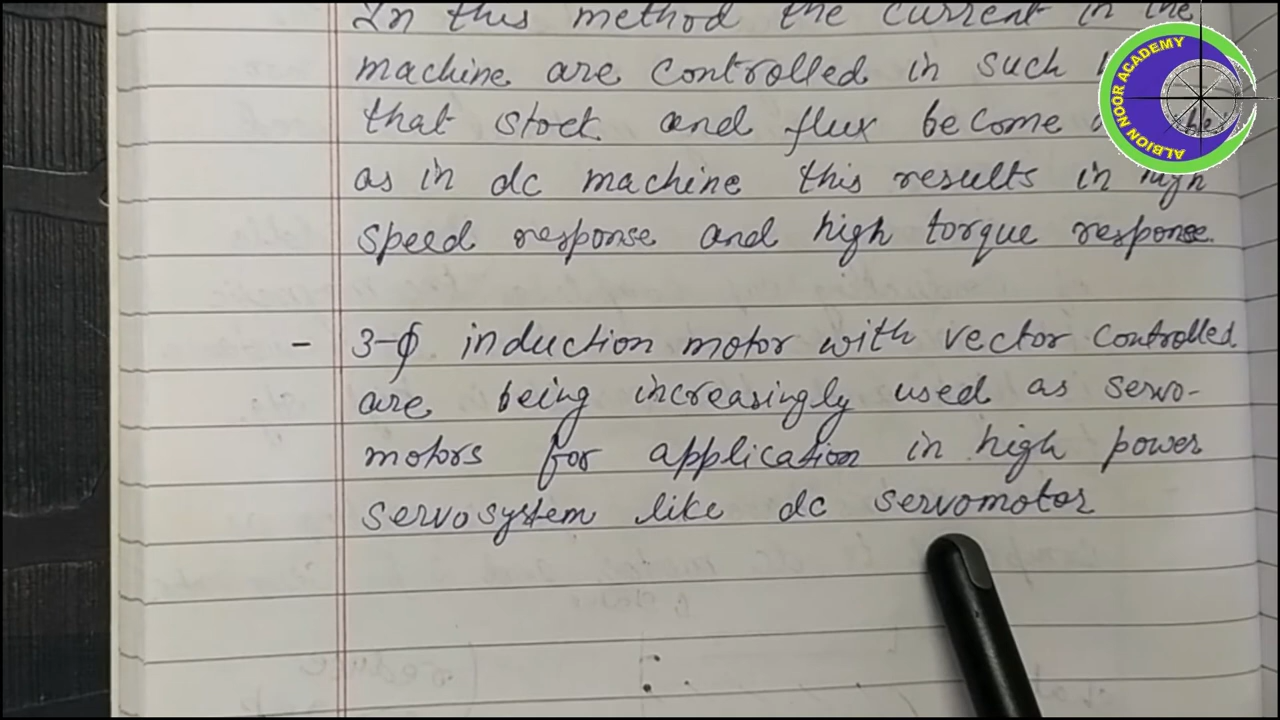 In this method the current in the
machine are controlled in such
that stock and flux become
as in dc machine this results in high
speed response and high torque response.
- 3-ϕ induction motor with vector controlled
are being increasingly used as servo-
motors for application in high power
servosystem like dc servomotor
ALBION NOOR ACADEMY